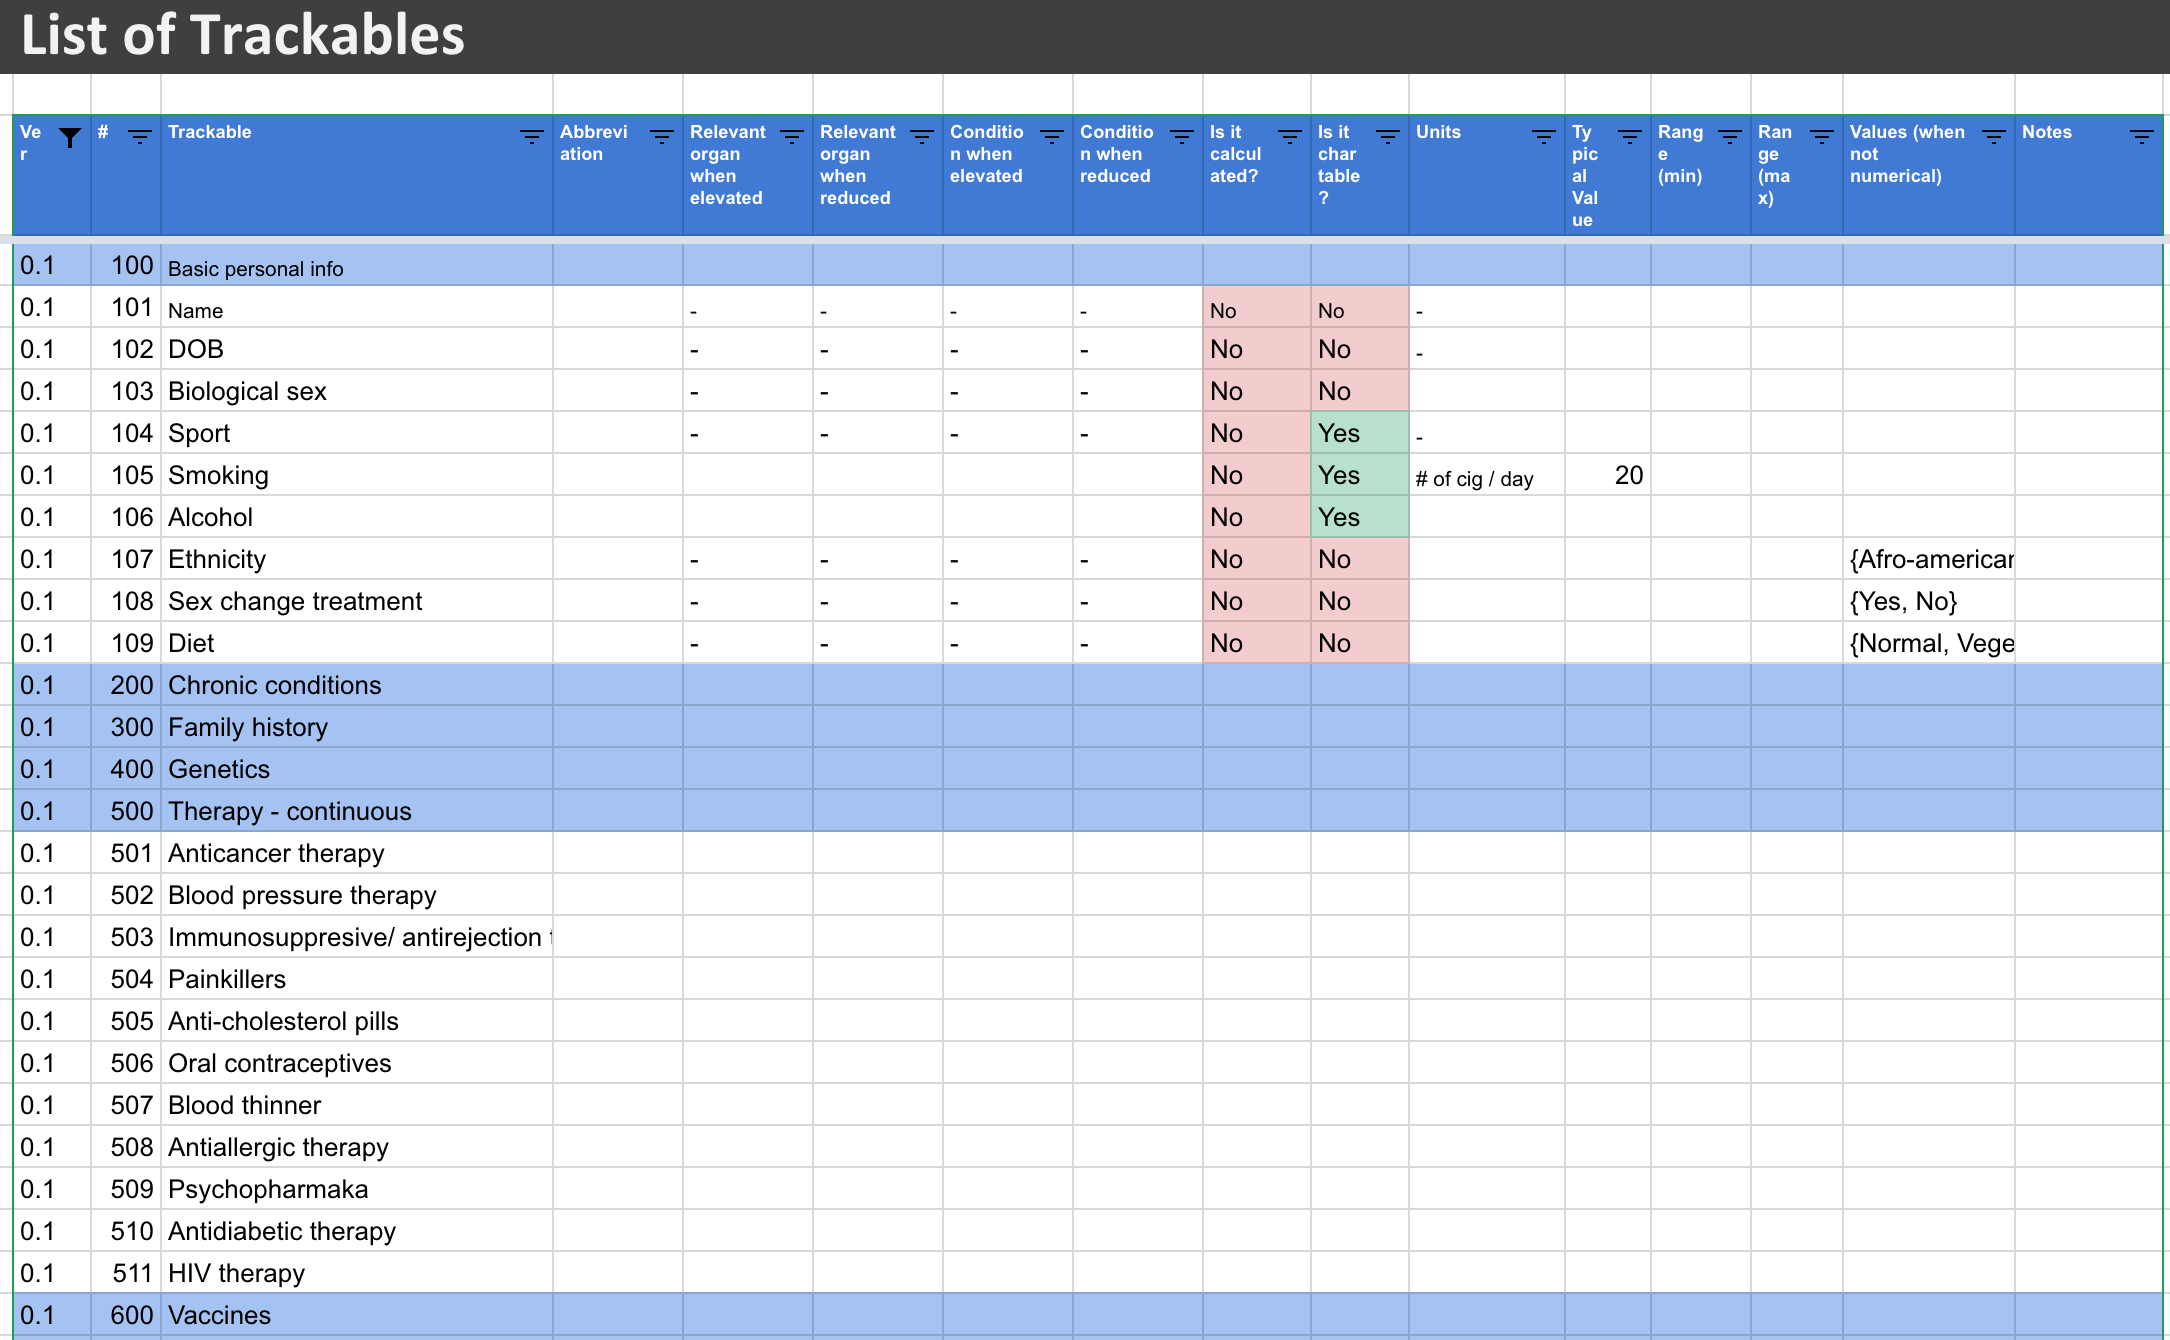 List of Trackables
Ver # Trackable Abbreviation Relevant organ when elevated Relevant organ when reduced Condition when elevated Condition when reduced Is it calculated? Is it chartable? Units Typical Value Range (min) Range (max) Values (when not numerical) Notes
0.1 100 Basic personal info
0.1 101 Name - - - - No No -
0.1 102 DOB - - - - No No -
0.1 103 Biological sex - - - - No No
0.1 104 Sport - - - - No Yes -
0.1 105 Smoking No Yes # of cig / day 20
0.1 106 Alcohol No Yes
0.1 107 Ethnicity - - - - No No {Afro-american
0.1 108 Sex change treatment - - - - No No {Yes, No}
0.1 109 Diet - - - - No No {Normal, Vege
0.1 200 Chronic conditions
0.1 300 Family history
0.1 400 Genetics
0.1 500 Therapy - continuous
0.1 501 Anticancer therapy
0.1 502 Blood pressure therapy
0.1 503 Immunosuppresive/ antirejection
0.1 504 Painkillers
0.1 505 Anti-cholesterol pills
0.1 506 Oral contraceptives
0.1 507 Blood thinner
0.1 508 Antiallergic therapy
0.1 509 Psychopharmaka
0.1 510 Antidiabetic therapy
0.1 511 HIV therapy
0.1 600 Vaccines